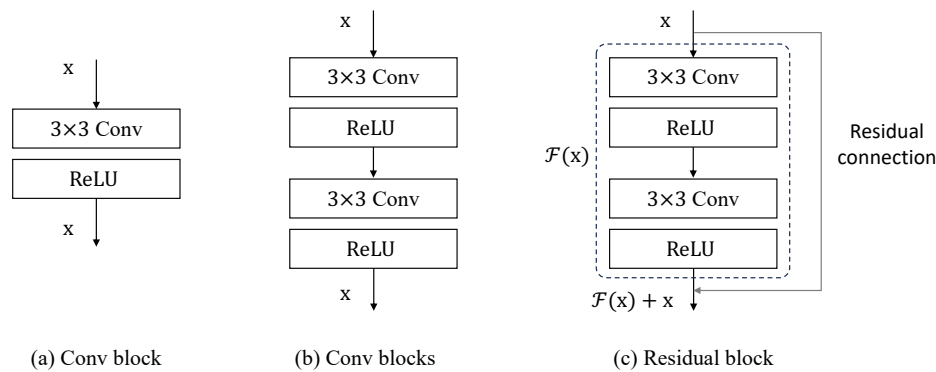 x
3×3 Conv
ReLU
x
(a) Conv block
x
3×3 Conv
ReLU
3×3 Conv
ReLU
x
(b) Conv blocks
x
3×3 Conv
ReLU
ℱ(x)
3×3 Conv
ReLU
ℱ(x) + x
Residual
connection
(c) Residual block